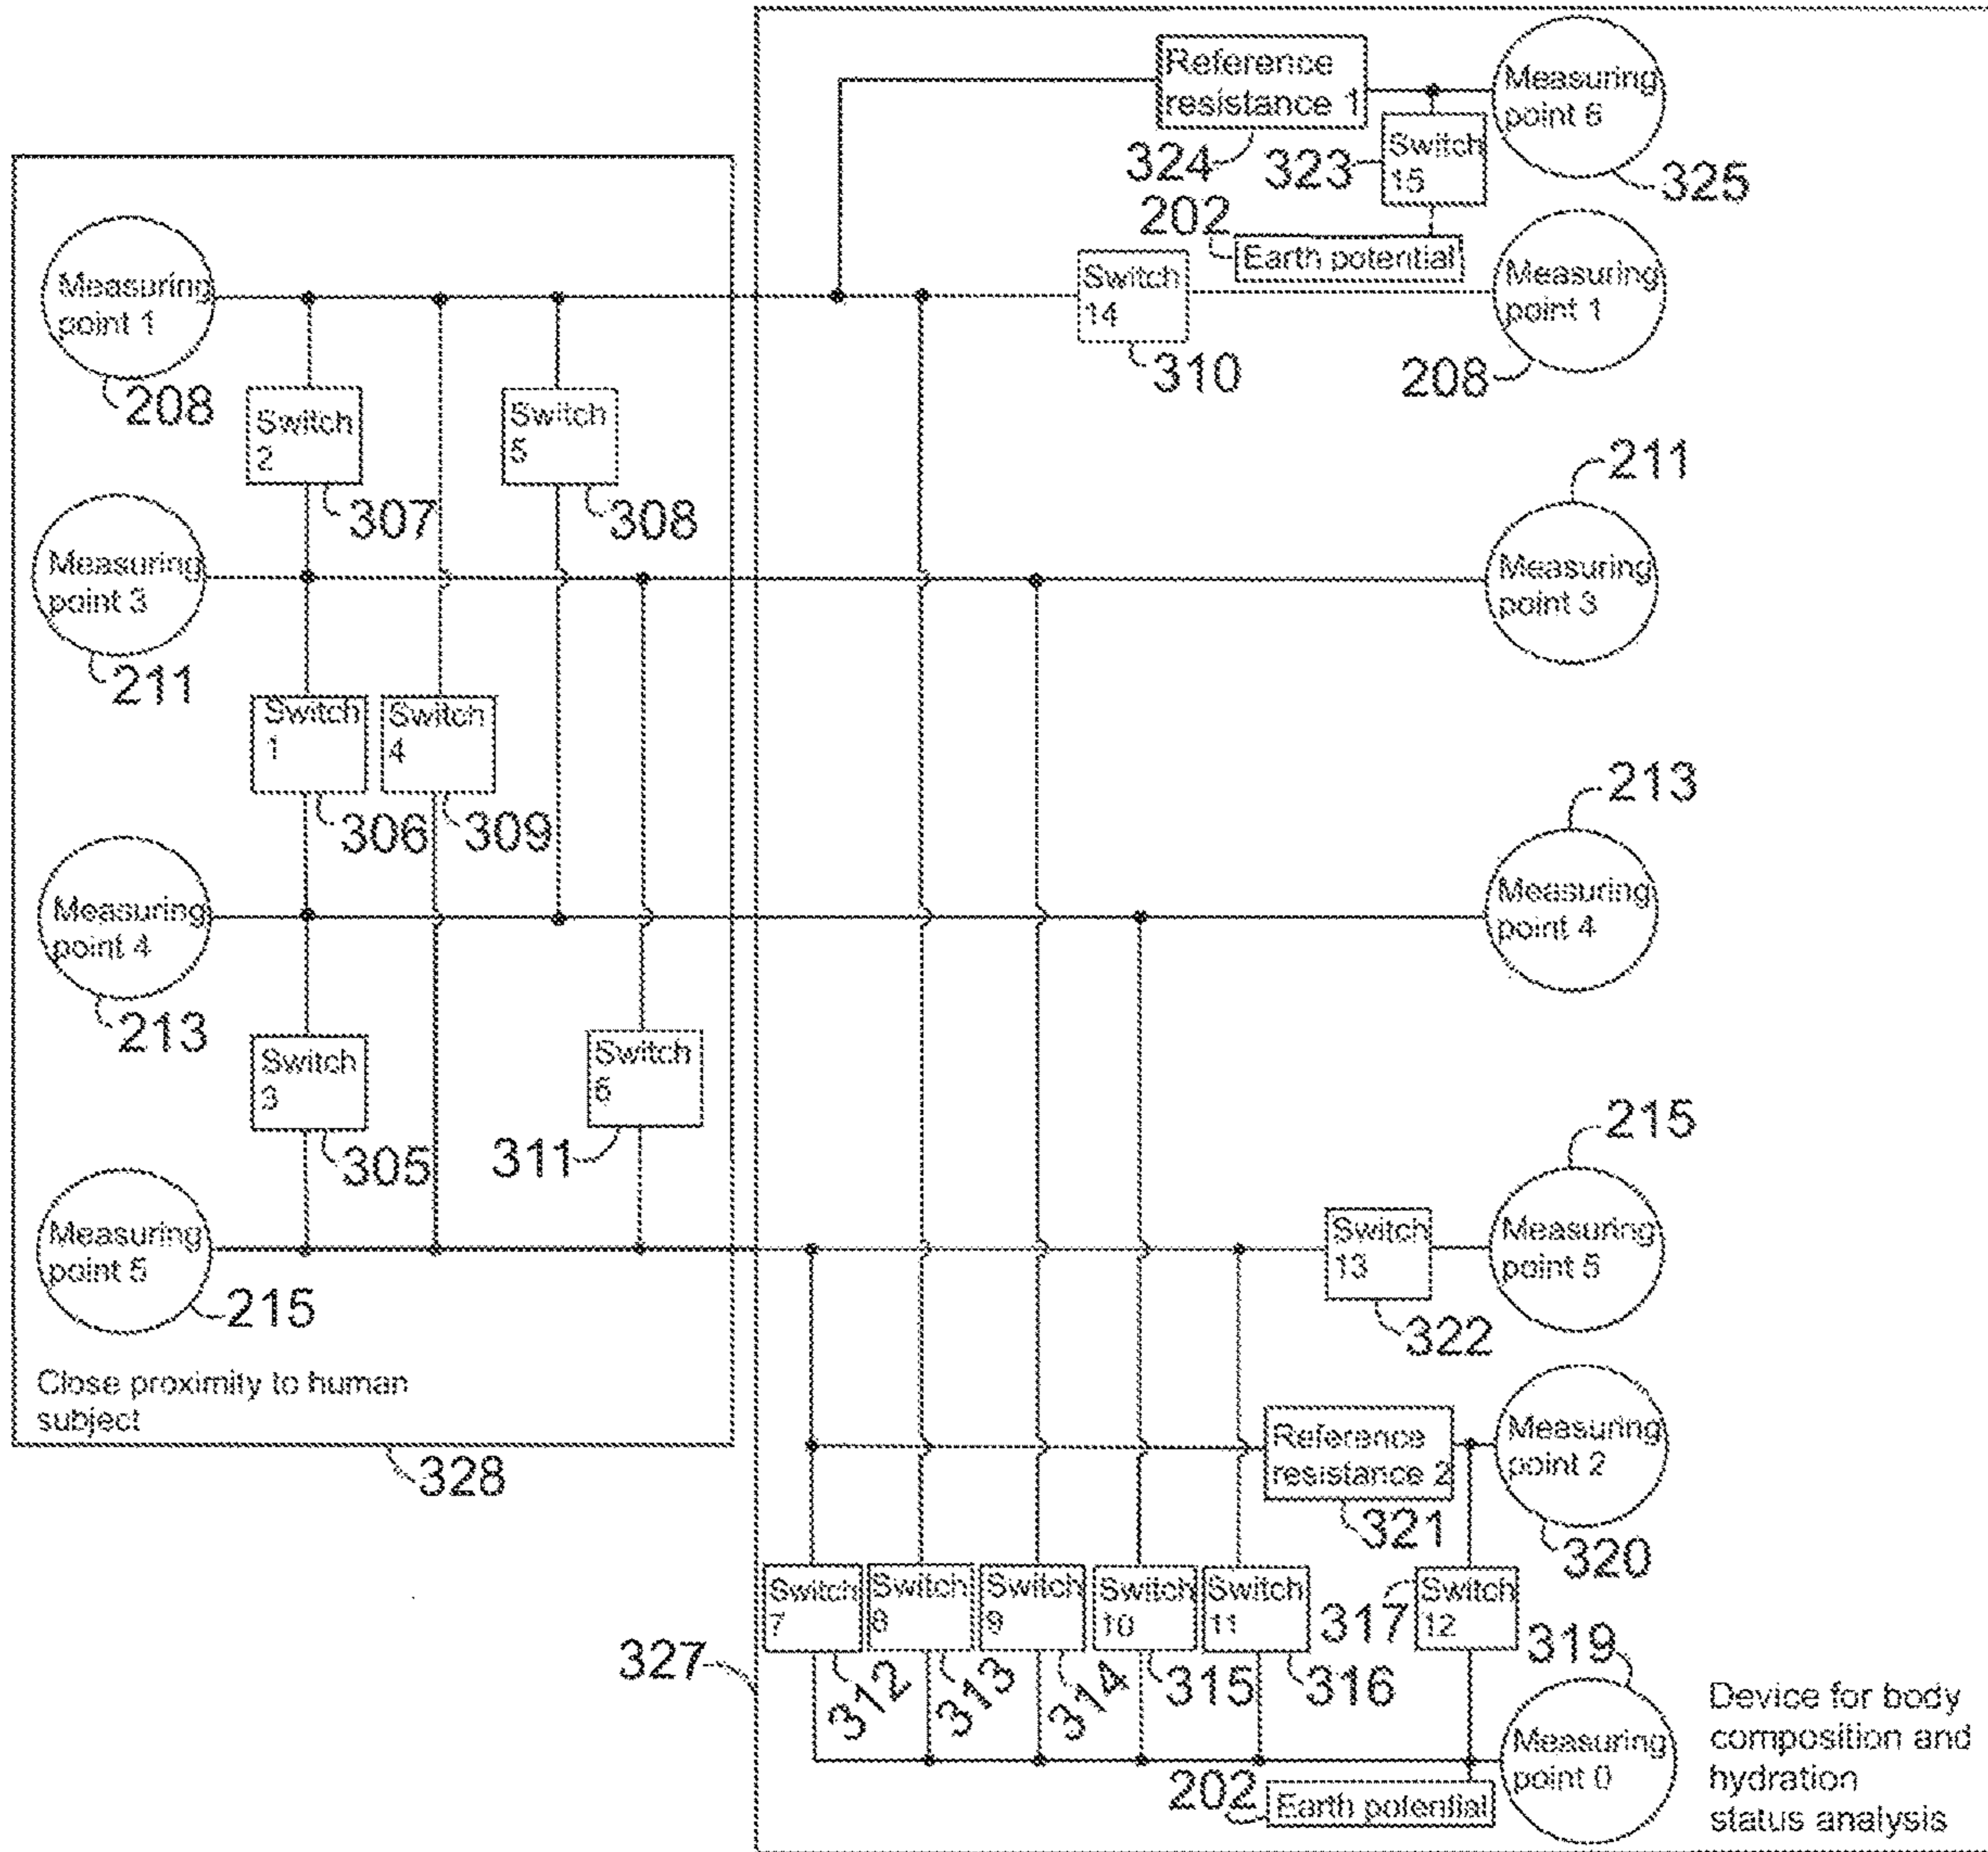 Reference
resistance 1
324
Switch
15
323
Measuring
point 6
325
202
Earth potential
Measuring
point 1
208
Switch
2
307
Switch
5
308
Switch
14
310
Measuring
point 1
208
Measuring
point 3
211
211
Measuring
point 3
Switch
1
306
Switch
4
309
Measuring
point 4
213
213
Measuring
point 4
Switch
3
305
Switch
6
311
Measuring
point 5
215
Close proximity to human
subject
328
Switch
13
322
215
Measuring
point 5
Reference
resistance 2
321
Measuring
point 2
320
Switch
7
312
Switch
8
313
Switch
9
314
Switch
10
315
Switch
11
316
317
Switch
12
319
327
Measuring
point 0
202
Earth potential
Device for body
composition and
hydration
status analysis